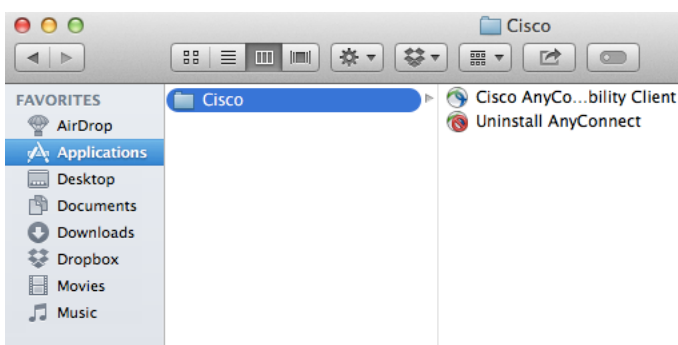 Cisco
FAVORITES
AirDrop
Applications
Desktop
Documents
Downloads
Dropbox
Movies
Music
Cisco
Cisco AnyCo...bility Client
Uninstall AnyConnect